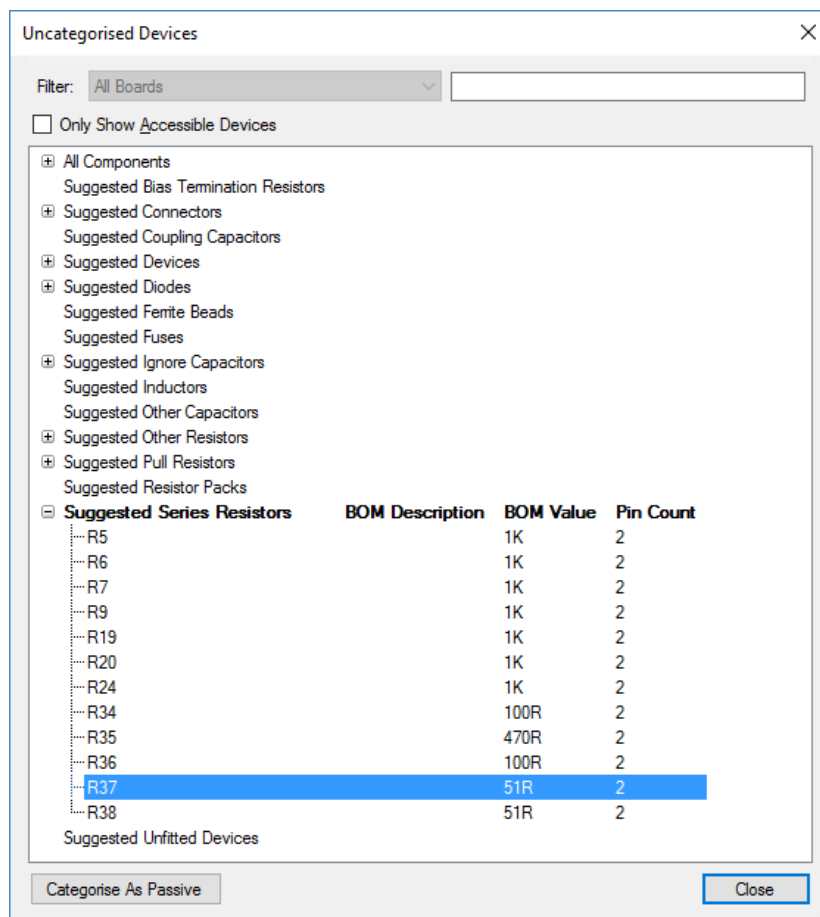 Uncategorised Devices
Filter: All Boards
Only Show Accessible Devices
All Components
Suggested Bias Termination Resistors
Suggested Connectors
Suggested Coupling Capacitors
Suggested Devices
Suggested Diodes
Suggested Ferrite Beads
Suggested Fuses
Suggested Ignore Capacitors
Suggested Inductors
Suggested Other Capacitors
Suggested Other Resistors
Suggested Pull Resistors
Suggested Resistor Packs
Suggested Series Resistors BOM Description BOM Value Pin Count
R5 1K 2
R6 1K 2
R7 1K 2
R9 1K 2
R19 1K 2
R20 1K 2
R24 1K 2
R34 100R 2
R35 470R 2
R36 100R 2
R37 51R 2
R38 51R 2
Suggested Unfitted Devices
Categorise As Passive Close